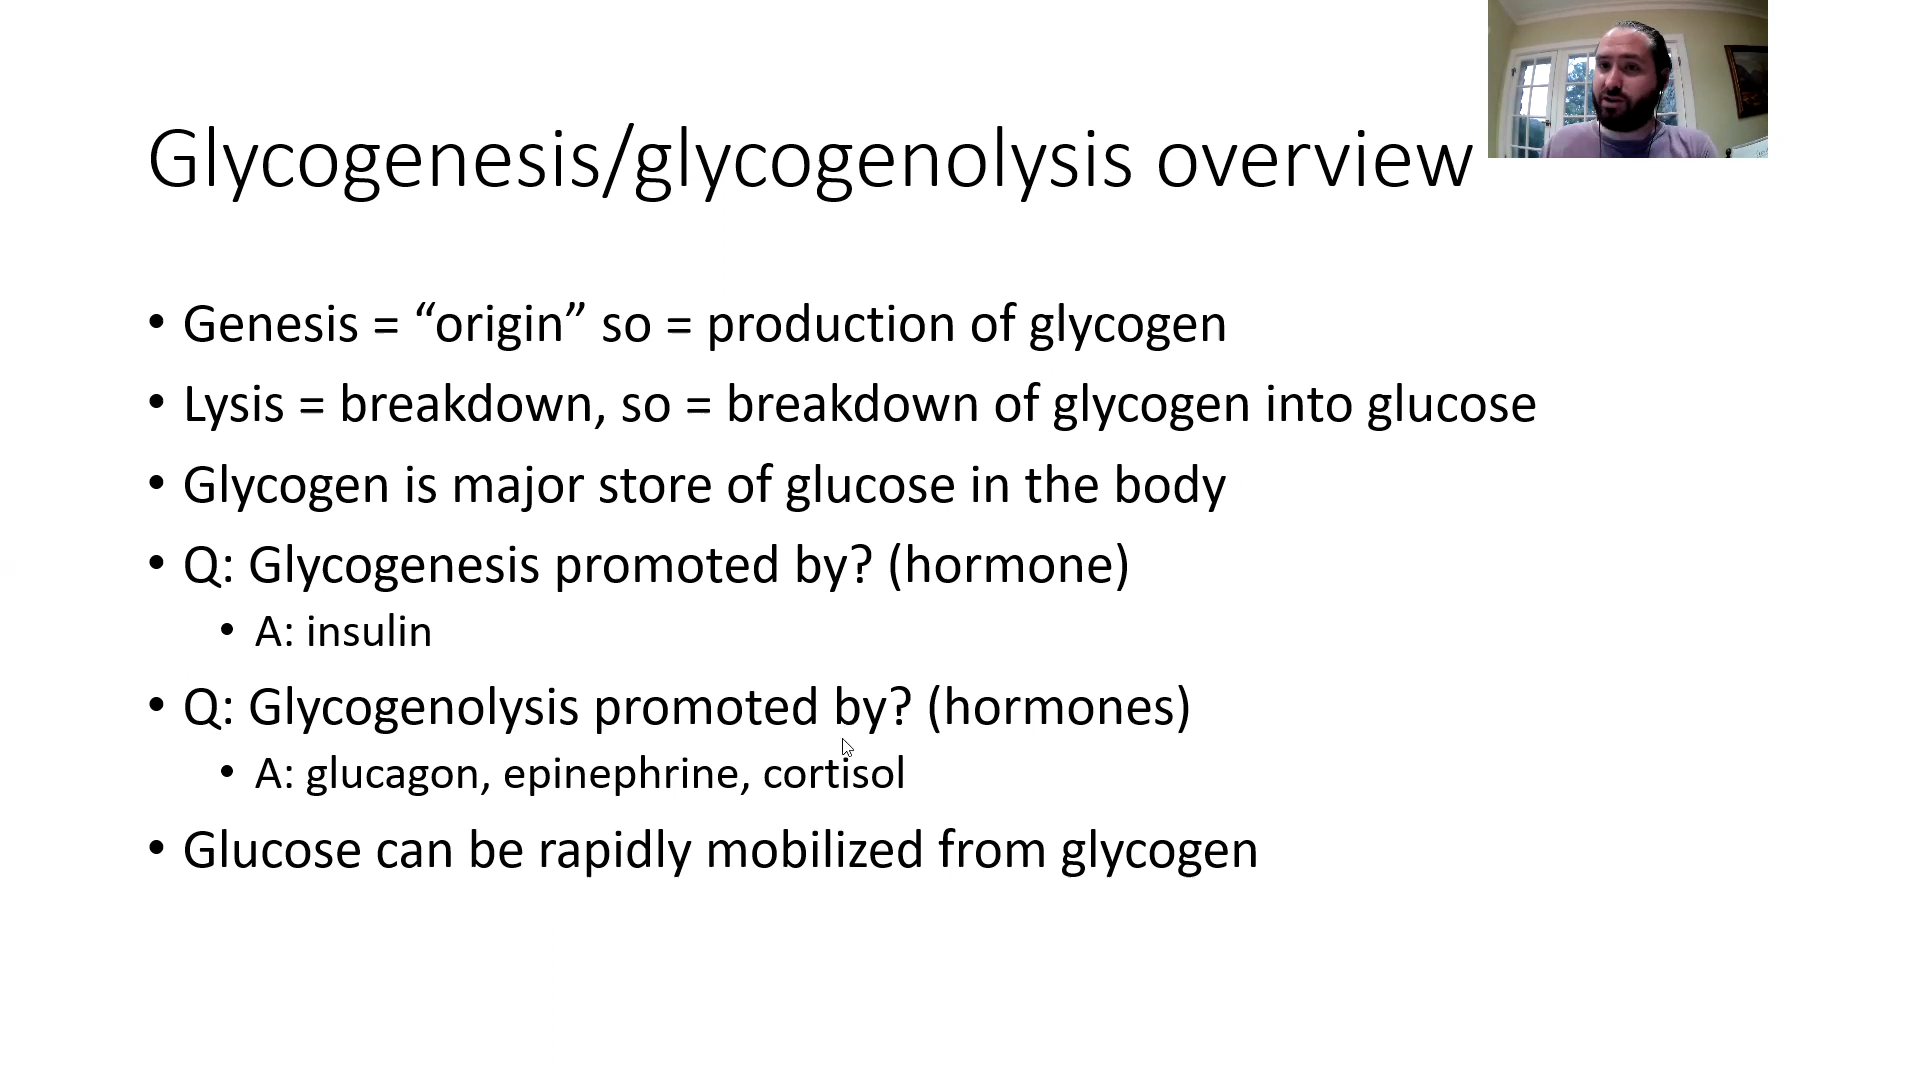 Glycogenesis/glycogenolysis overview
• Genesis = “origin” so = production of glycogen
• Lysis = breakdown, so = breakdown of glycogen into glucose
• Glycogen is major store of glucose in the body
• Q: Glycogenesis promoted by? (hormone)
• A: insulin
• Q: Glycogenolysis promoted by? (hormones)
• A: glucagon, epinephrine, cortisol
• Glucose can be rapidly mobilized from glycogen